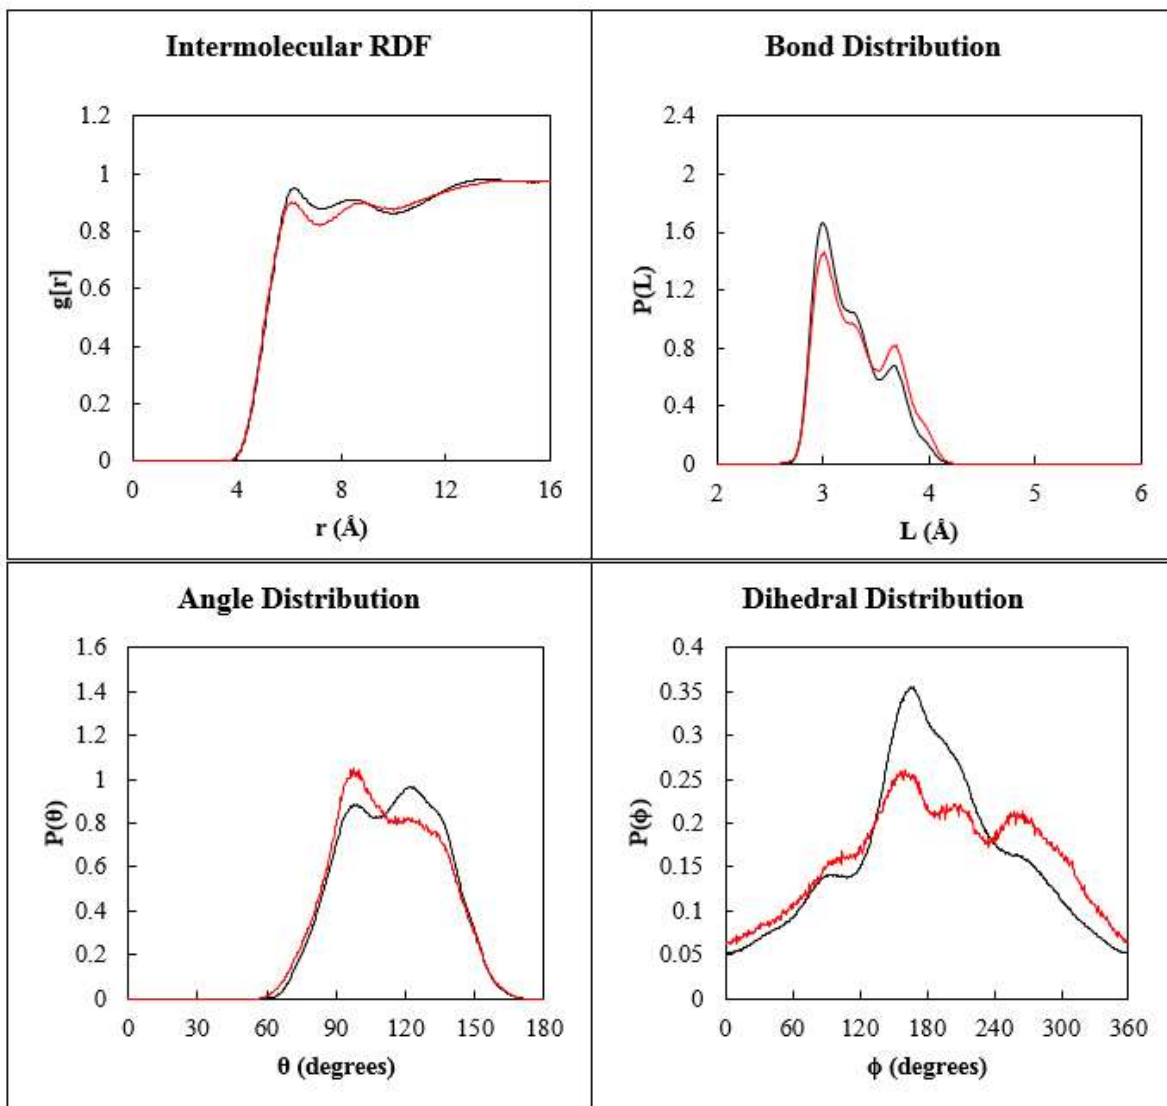 Intermolecular RDF
1.2
1
0.8
0.6
0.4
0.2
0
g[r]
0 4 8 12 16
r (Å)
Bond Distribution
2.4
2
1.6
1.2
0.8
0.4
0
P(L)
2 3 4 5 6
L (Å)
Angle Distribution
1.6
1.4
1.2
1
0.8
0.6
0.4
0.2
0
P(θ)
0 30 60 90 120 150 180
θ (degrees)
Dihedral Distribution
0.4
0.35
0.3
0.25
0.2
0.15
0.1
0.05
0
P(ϕ)
0 60 120 180 240 300 360
ϕ (degrees)